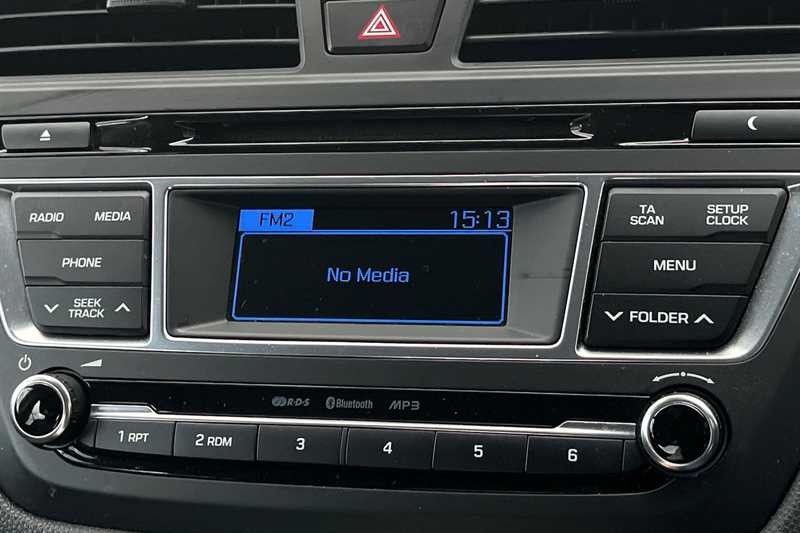 RADIO MEDIA
PHONE
SEEK
TRACK
FM2 15:13
No Media
TA
SCAN
SETUP
CLOCK
MENU
FOLDER
R·D·S Bluetooth MP3
1 RPT 2 RDM 3 4 5 6